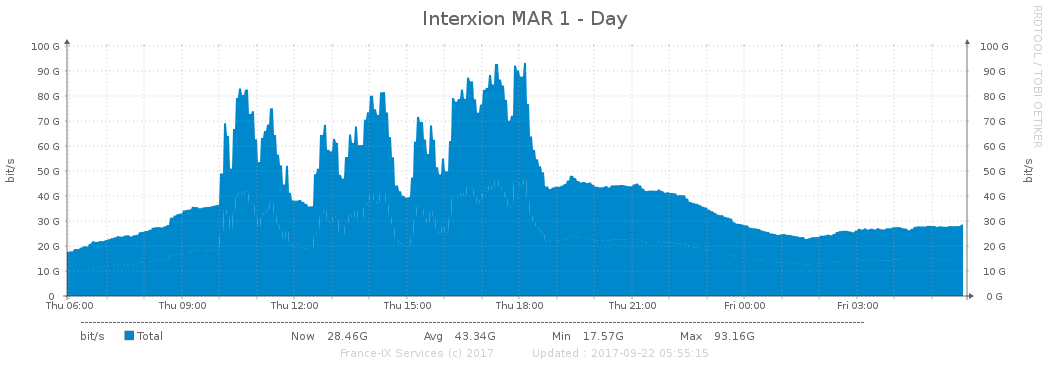 Interxion MAR 1 - Day
RRDTOOL / TOBI OETIKER
100 G 100 G
90 G 90 G
80 G 80 G
70 G 70 G
60 G 60 G
50 G 50 G
40 G 40 G
30 G 30 G
20 G 20 G
10 G 10 G
0 0 G
bit/s bit/s
Thu 06:00 Thu 09:00 Thu 12:00 Thu 15:00 Thu 18:00 Thu 21:00 Fri 00:00 Fri 03:00
bit/s Total Now 28.46G Avg 43.34G Min 17.57G Max 93.16G
France-IX Services (c) 2017 Updated : 2017-09-22 05:55:15